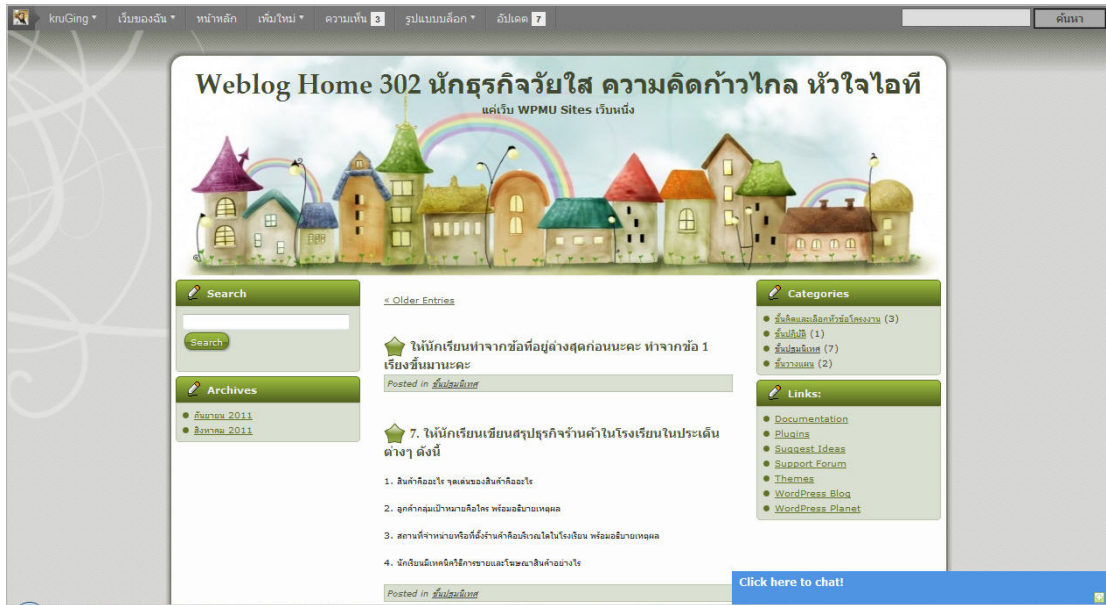 kruGing เว็บของฉัน หน้าหลัก เพิ่มใหม่ ความเห็น 3 รูปแบบบล็อก อัปเดต 7 ค้นหา
Weblog Home 302 นักธุรกิจวัยใส ความคิดก้าวไกล หัวใจไอที
แค่เว็บ WPMU Sites เว็บหนึ่ง
Search
Search
Archives
กันยายน 2011
สิงหาคม 2011
« Older Entries
ให้นักเรียนทำจากข้อที่อยู่ล่างสุดก่อนนะคะ ทำจากข้อ 1
เรียงขึ้นมานะคะ
Posted in ขั้นปฐมนิเทศ
7. ให้นักเรียนเขียนสรุปธุรกิจร้านค้าในโรงเรียนในประเด็น
ต่างๆ ดังนี้
1. สินค้าคืออะไร จุดเด่นของสินค้าคืออะไร
2. ลูกค้ากลุ่มเป้าหมายคือใคร พร้อมอธิบายเหตุผล
3. สถานที่จำหน่ายหรือที่ตั้งร้านค้าคือบริเวณใดในโรงเรียน พร้อมอธิบายเหตุผล
4. นักเรียนมีเทคนิควิธีการขายและโฆษณาสินค้าอย่างไร
Posted in ขั้นปฐมนิเทศ
Categories
ขั้นคิดและเลือกหัวข้อโครงงาน (3)
ขั้นปฏิบัติ (1)
ขั้นปฐมนิเทศ (7)
ขั้นวางแผน (2)
Links:
Documentation
Plugins
Suggest Ideas
Support Forum
Themes
WordPress Blog
WordPress Planet
Click here to chat!